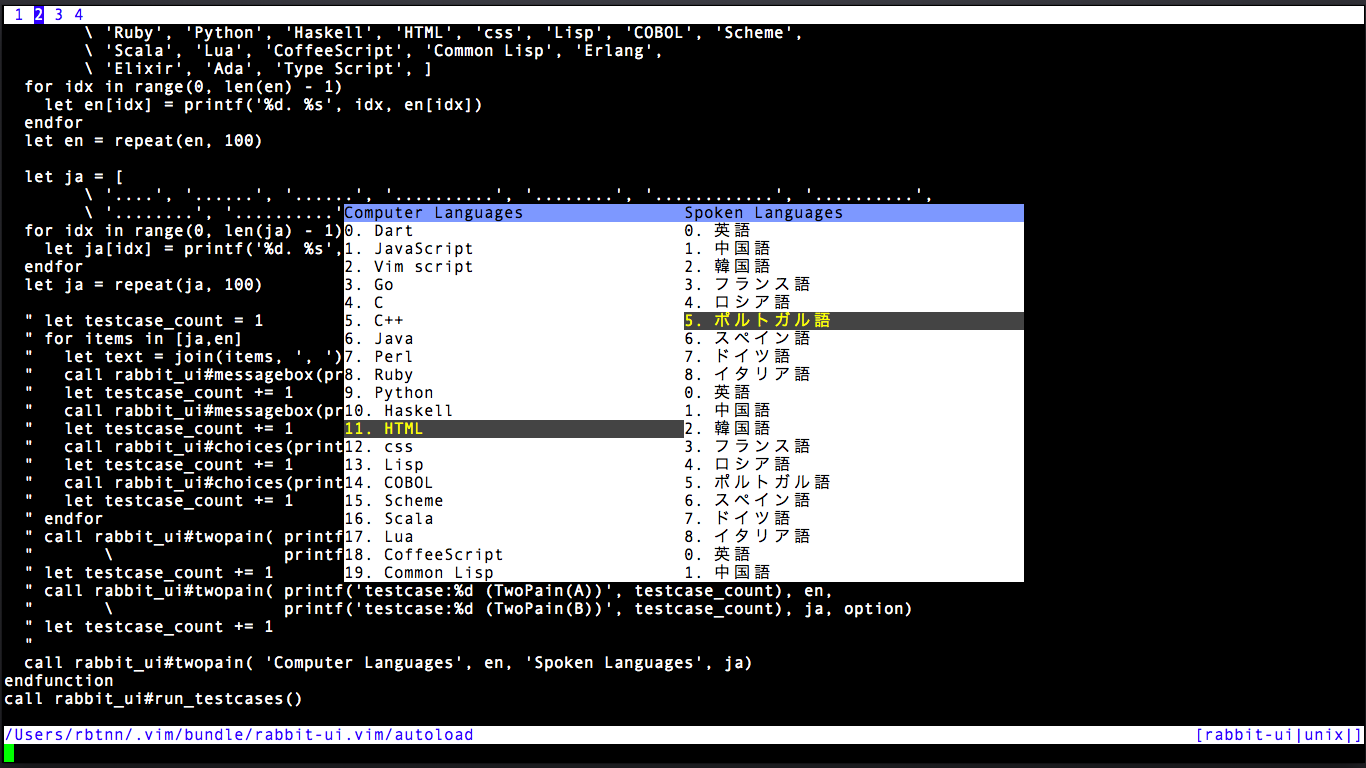 1 2 3 4
\ 'Ruby', 'Python', 'Haskell', 'HTML', 'css', 'Lisp', 'COBOL', 'Scheme',
\ 'Scala', 'Lua', 'CoffeeScript', 'Common Lisp', 'Erlang',
\ 'Elixir', 'Ada', 'Type Script', ]
for idx in range(0, len(en) - 1)
let en[idx] = printf('%d. %s', idx, en[idx])
endfor
let en = repeat(en, 100)
let ja = [
\ '....', '......', '......', '..........', '........', '............', '..........',
\ '........', '..........' Computer Languages Spoken Languages
for idx in range(0, len(ja) - 1) 0. Dart 0. 英語
let ja[idx] = printf('%d. %s', 1. JavaScript 1. 中国語
endfor 2. Vim script 2. 韓国語
let ja = repeat(ja, 100) 3. Go 3. フランス語
4. C 4. ロシア語
" let testcase_count = 1 5. C++ 5. ポルトガル語
" for items in [ja,en] 6. Java 6. スペイン語
" let text = join(items, ', ') 7. Perl 7. ドイツ語
" call rabbit_ui#messagebox(pr 8. Ruby 8. イタリア語
" let testcase_count += 1 9. Python 0. 英語
" call rabbit_ui#messagebox(pr 10. Haskell 1. 中国語
" let testcase_count += 1 11. HTML 2. 韓国語
" call rabbit_ui#choices(print 12. css 3. フランス語
" let testcase_count += 1 13. Lisp 4. ロシア語
" call rabbit_ui#choices(print 14. COBOL 5. ポルトガル語
" let testcase_count += 1 15. Scheme 6. スペイン語
" endfor 16. Scala 7. ドイツ語
" call rabbit_ui#twopain( printf 17. Lua 8. イタリア語
" \ printf 18. CoffeeScript 0. 英語
" let testcase_count += 1 19. Common Lisp 1. 中国語
" call rabbit_ui#twopain( printf('testcase:%d (TwoPain(A))', testcase_count), en,
" \ printf('testcase:%d (TwoPain(B))', testcase_count), ja, option)
" let testcase_count += 1
"
call rabbit_ui#twopain( 'Computer Languages', en, 'Spoken Languages', ja)
endfunction
call rabbit_ui#run_testcases()
/Users/rbtnn/.vim/bundle/rabbit-ui.vim/autoload [rabbit-ui|unix|]